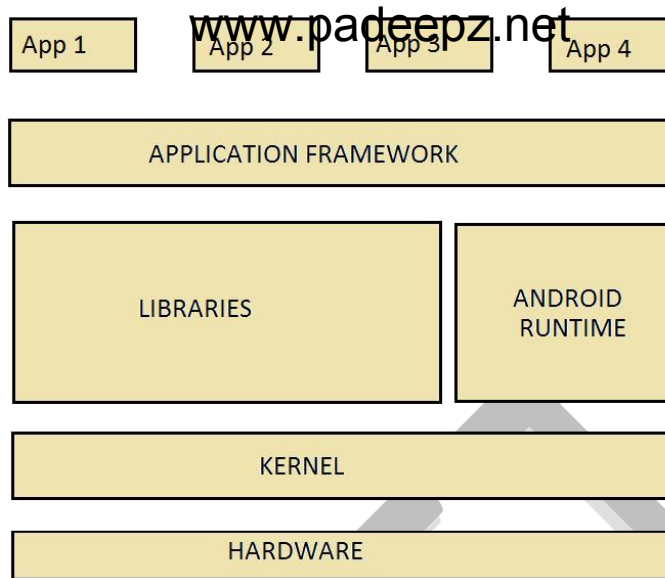 www.padeepz.net
App 1
App 2
App 3
App 4
APPLICATION FRAMEWORK
LIBRARIES
ANDROID
RUNTIME
KERNEL
HARDWARE